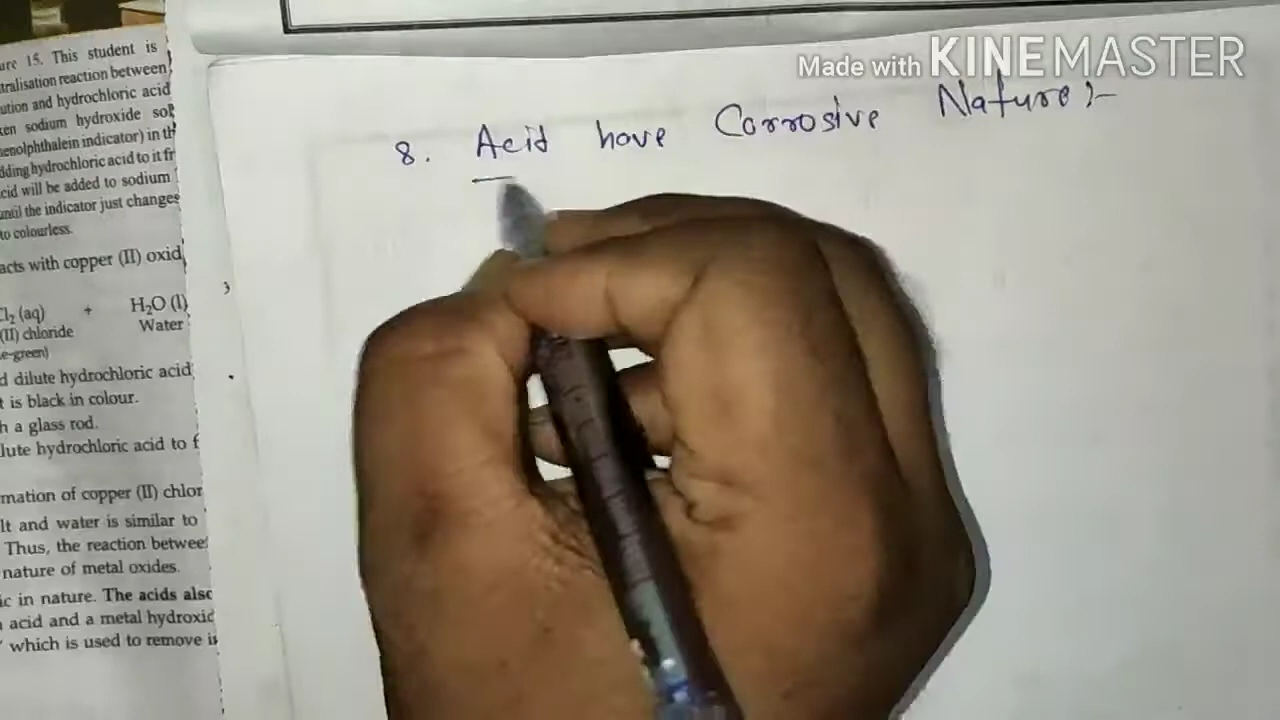 Made with KINEMASTER
8. Acid have Corrosive Nature :-
ure 15. This student is
tralisation reaction between
ution and hydrochloric acid
ken sodium hydroxide sol
enolphthalein indicator) in th
dding hydrochloric acid to it fr
cid will be added to sodium
until the indicator just changes
to colourless.
acts with copper (II) oxid
Cl₂ (aq) + H₂O (l)
(II) chloride Water
e-green)
d dilute hydrochloric acid
t is black in colour.
h a glass rod.
lute hydrochloric acid to f
mation of copper (II) chlor
lt and water is similar to
Thus, the reaction betwee
nature of metal oxides.
ic in nature. The acids also
acid and a metal hydroxid
which is used to remove i